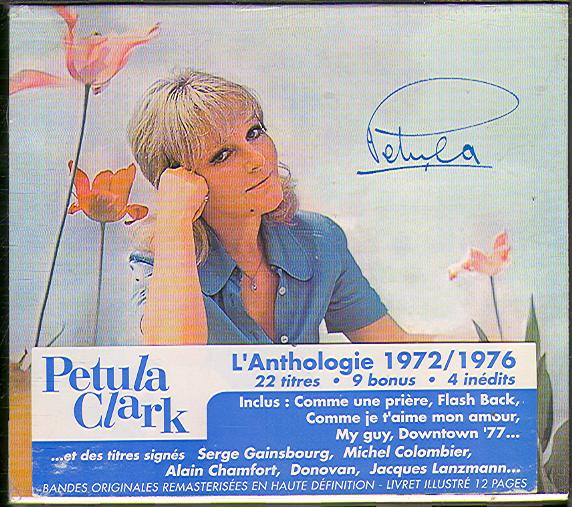 Petula
Petula
Clark
L'Anthologie 1972/1976
22 titres • 9 bonus • 4 inédits
Inclus : Comme une prière, Flash Back,
Comme je t'aime mon amour,
My guy, Downtown '77...
...et des titres signés Serge Gainsbourg, Michel Colombier,
Alain Chamfort, Donovan, Jacques Lanzmann...
BANDES ORIGINALES REMASTERISÉES EN HAUTE DÉFINITION - LIVRET ILLUSTRÉ 12 PAGES